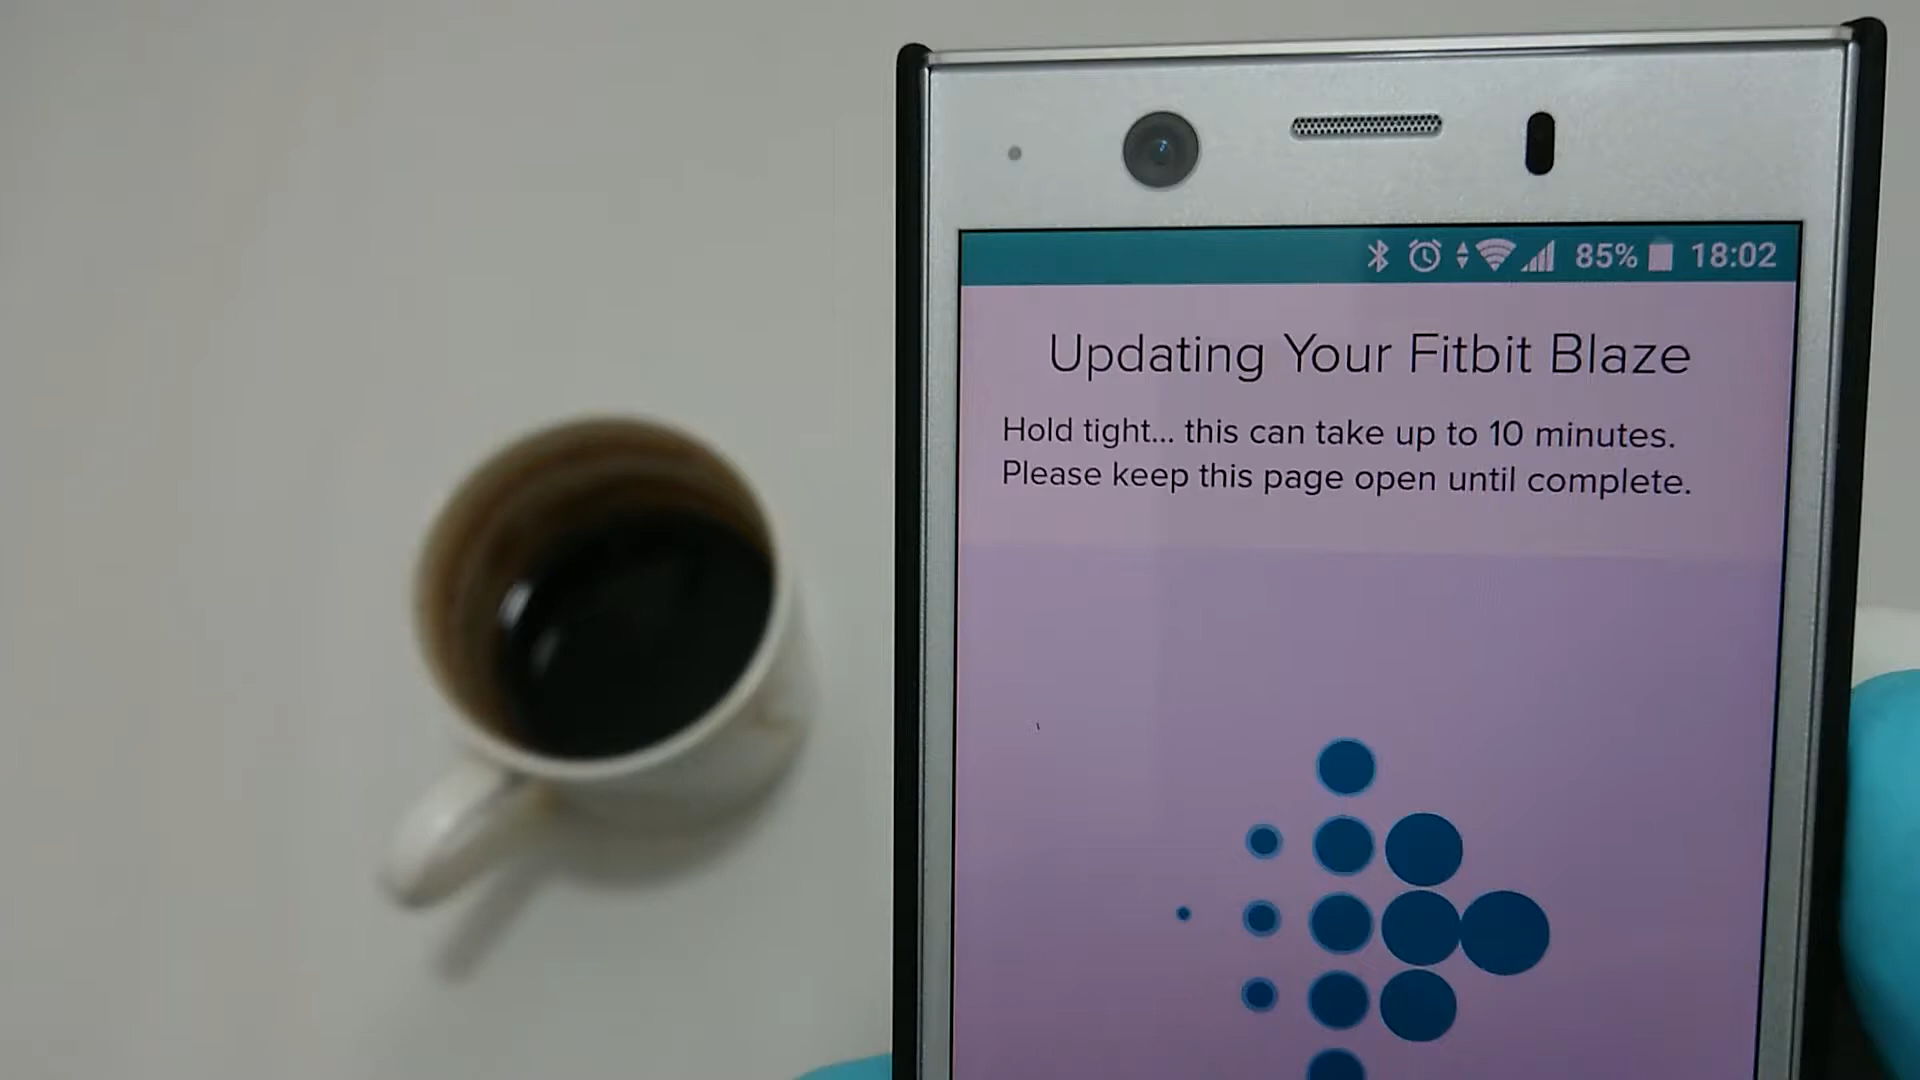 85% 18:02
Updating Your Fitbit Blaze
Hold tight... this can take up to 10 minutes.
Please keep this page open until complete.